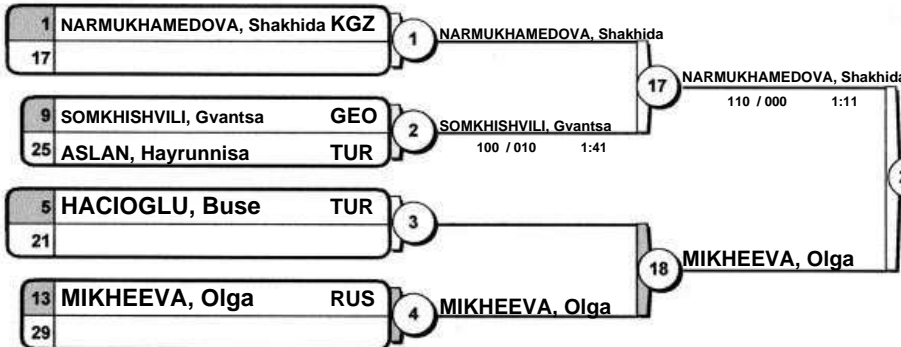 1 NARMUKHAMEDOVA, Shakhida KGZ
17
1
NARMUKHAMEDOVA, Shakhida
9 SOMKHISHVILI, Gvantsa GEO
25 ASLAN, Hayrunnisa TUR
2
SOMKHISHVILI, Gvantsa
100 / 010 1:41
17
NARMUKHAMEDOVA, Shakhida
110 / 000 1:11
5 HACIOGLU, Buse TUR
21
3
13 MIKHEEVA, Olga RUS
29
4
MIKHEEVA, Olga
18
MIKHEEVA, Olga